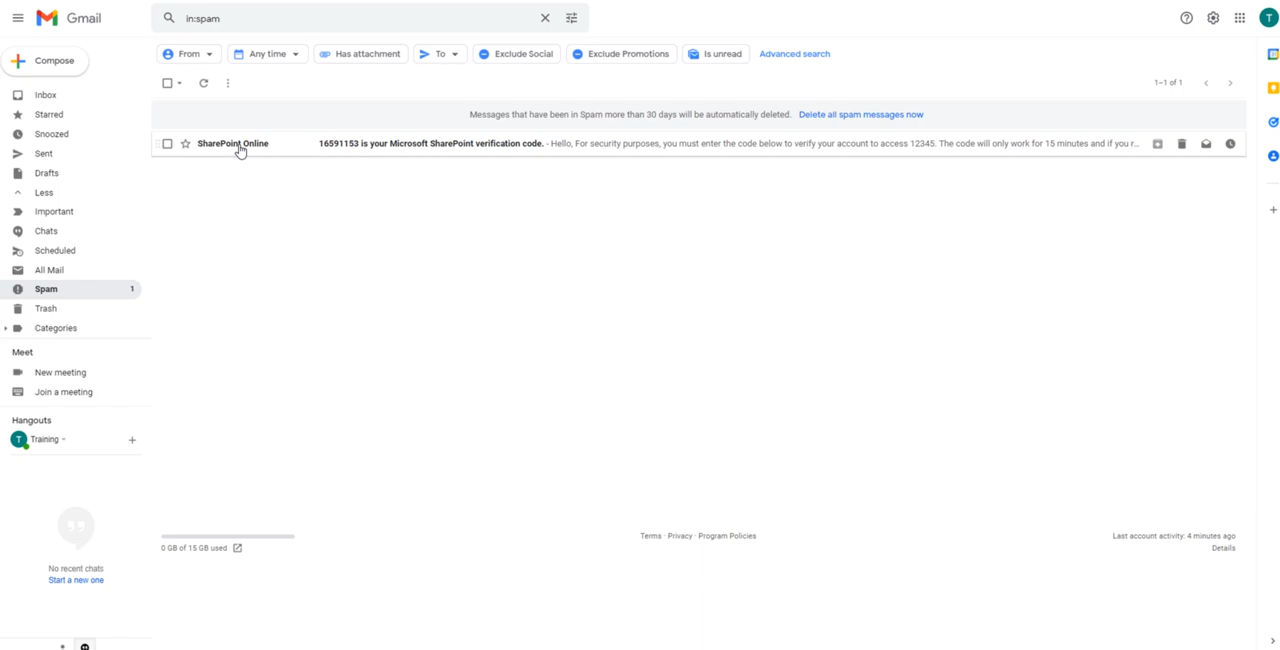 Gmail
in:spam
T
Compose
From
Any time
Has attachment
To
Exclude Social
Exclude Promotions
Is unread
Advanced search
1–1 of 1
Inbox
Starred
Snoozed
Sent
Drafts
Less
Important
Chats
Scheduled
All Mail
Spam 1
Trash
Categories
Messages that have been in Spam more than 30 days will be automatically deleted. Delete all spam messages now
SharePoint Online 16591153 is your Microsoft SharePoint verification code. - Hello, For security purposes, you must enter the code below to verify your account to access 12345. The code will only work for 15 minutes and if you r...
Meet
New meeting
Join a meeting
Hangouts
T Training
No recent chats
Start a new one
0 GB of 15 GB used
Terms · Privacy · Program Policies
Last account activity: 4 minutes ago
Details